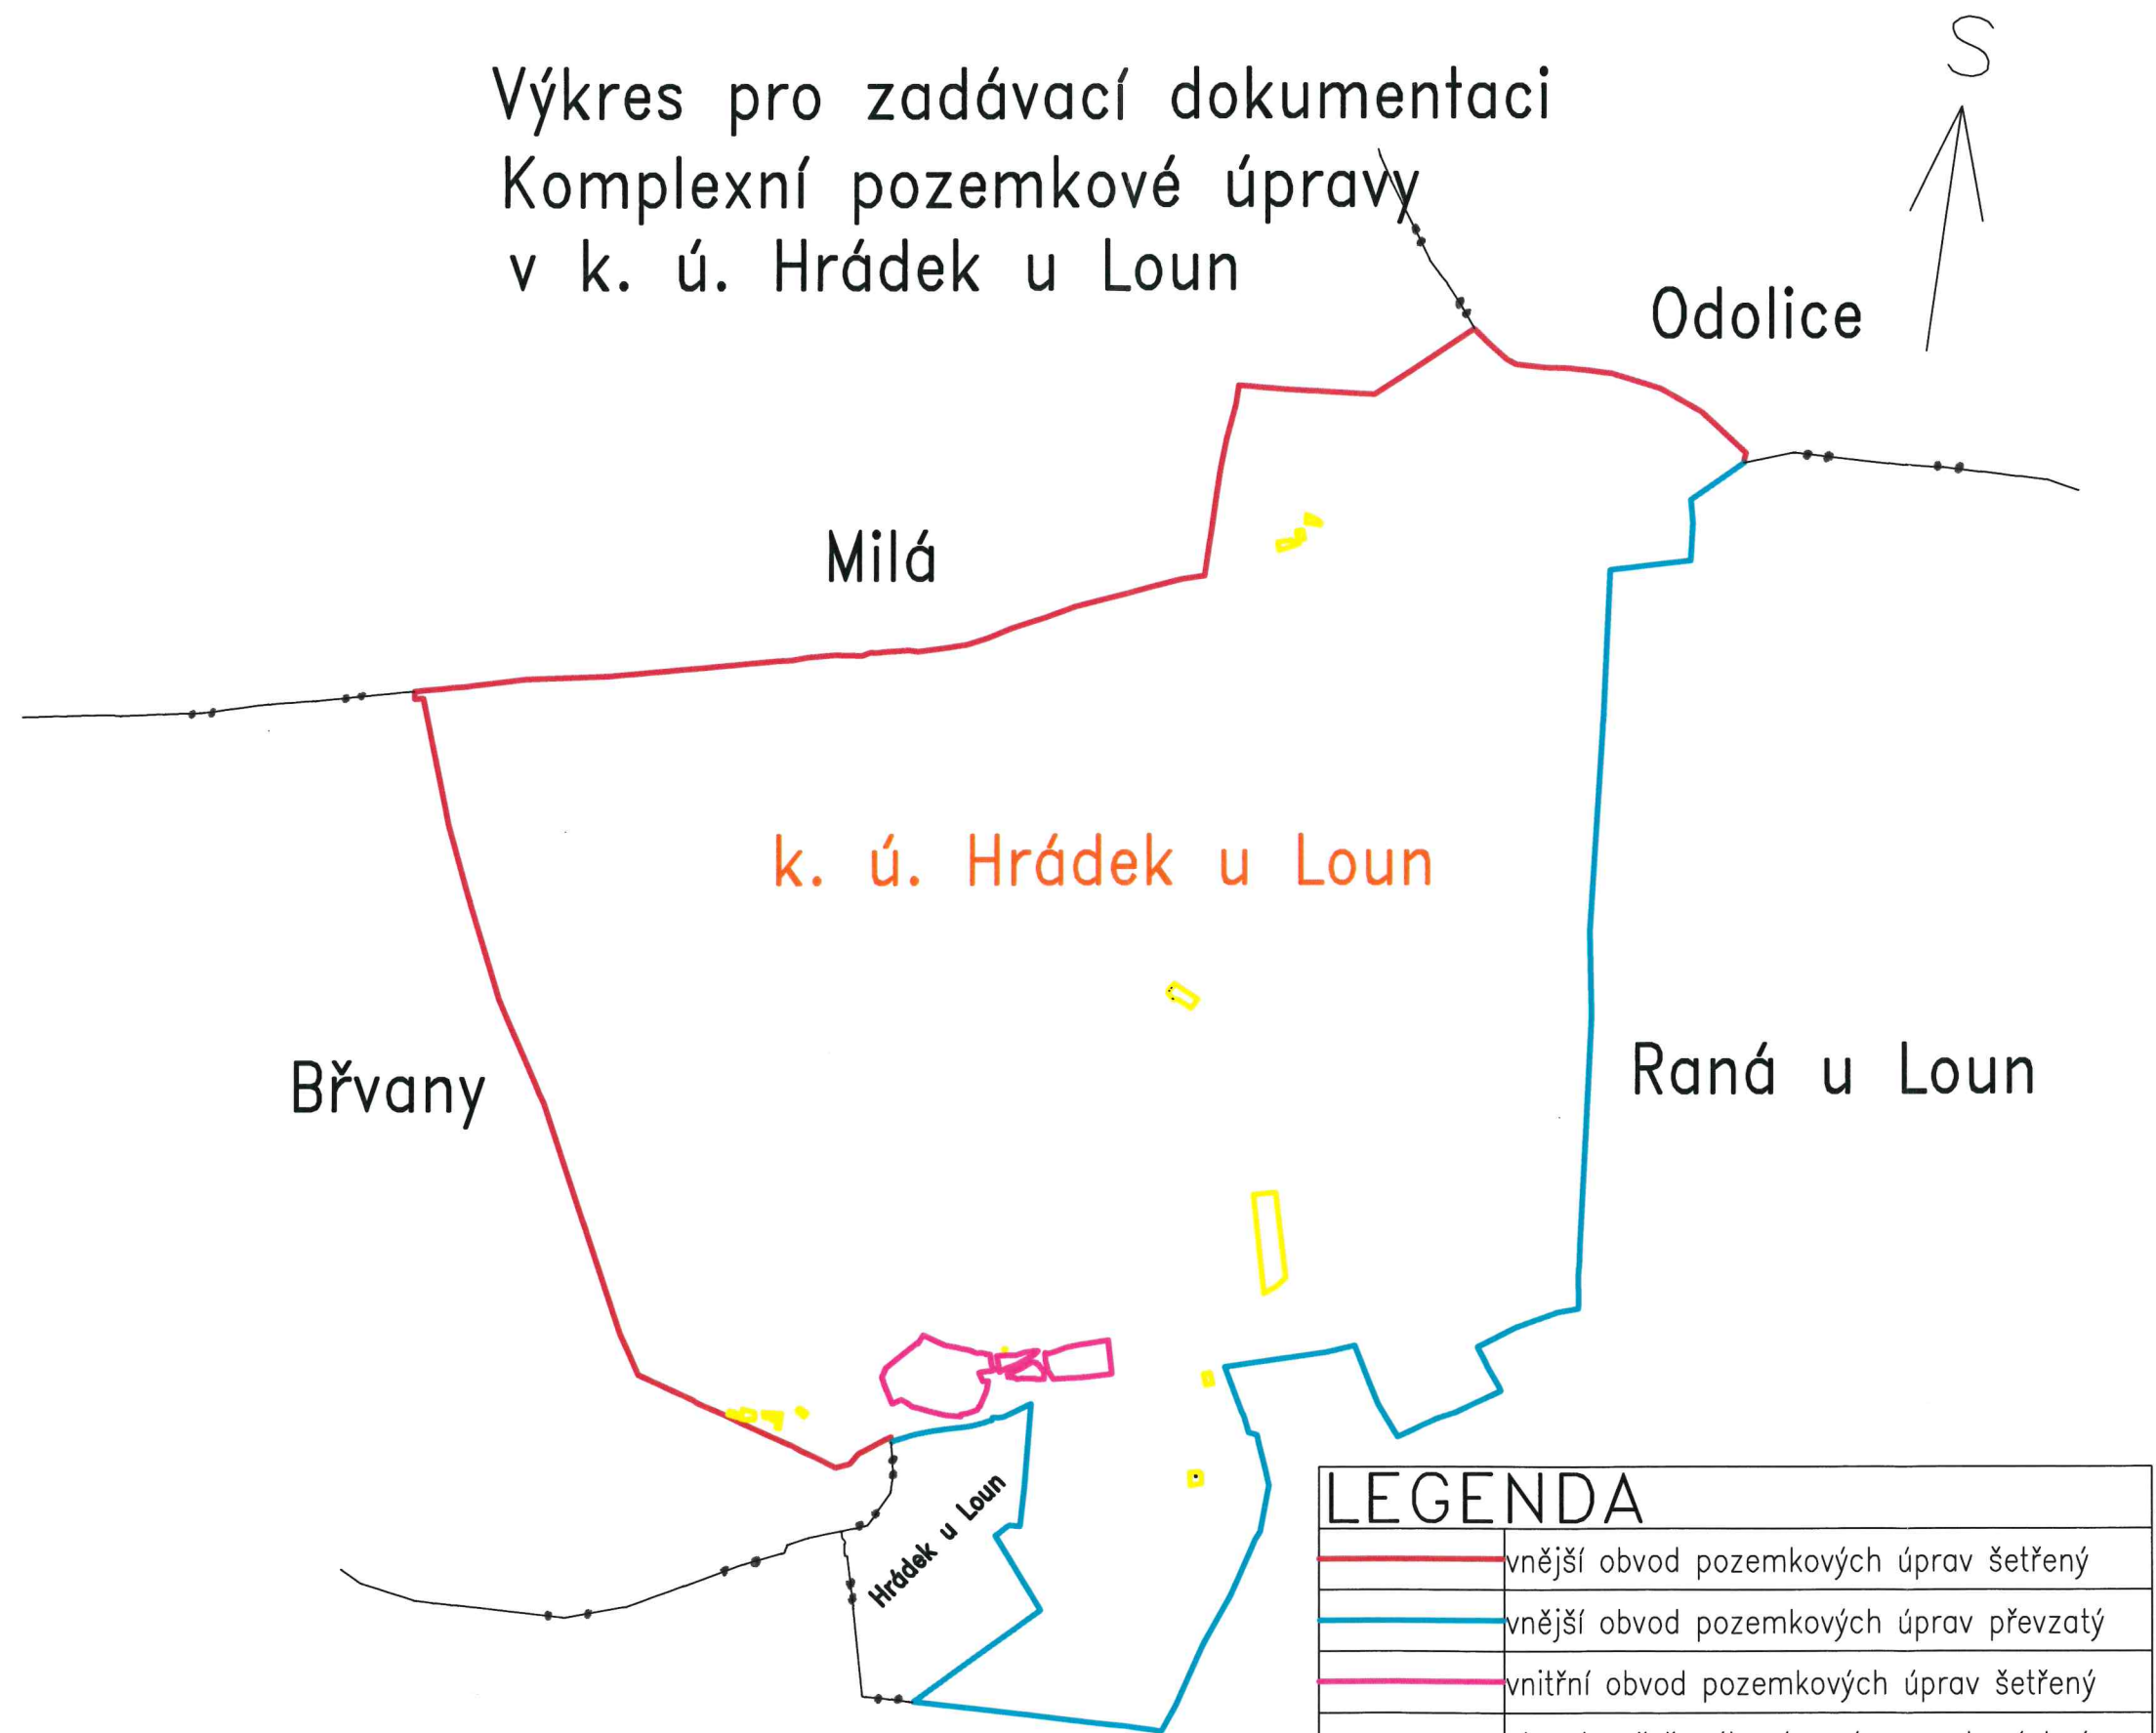 S
Výkres pro zadávací dokumentaci
Komplexní pozemkové úpravy
v k. ú. Hrádek u Loun
Odolice
Milá
k. ú. Hrádek u Loun
Břvany
Raná u Loun
Hrádek u Loun
LEGENDA
vnější obvod pozemkových úprav šetřený
vnější obvod pozemkových úprav převzatý
vnitřní obvod pozemkových úprav šetřený